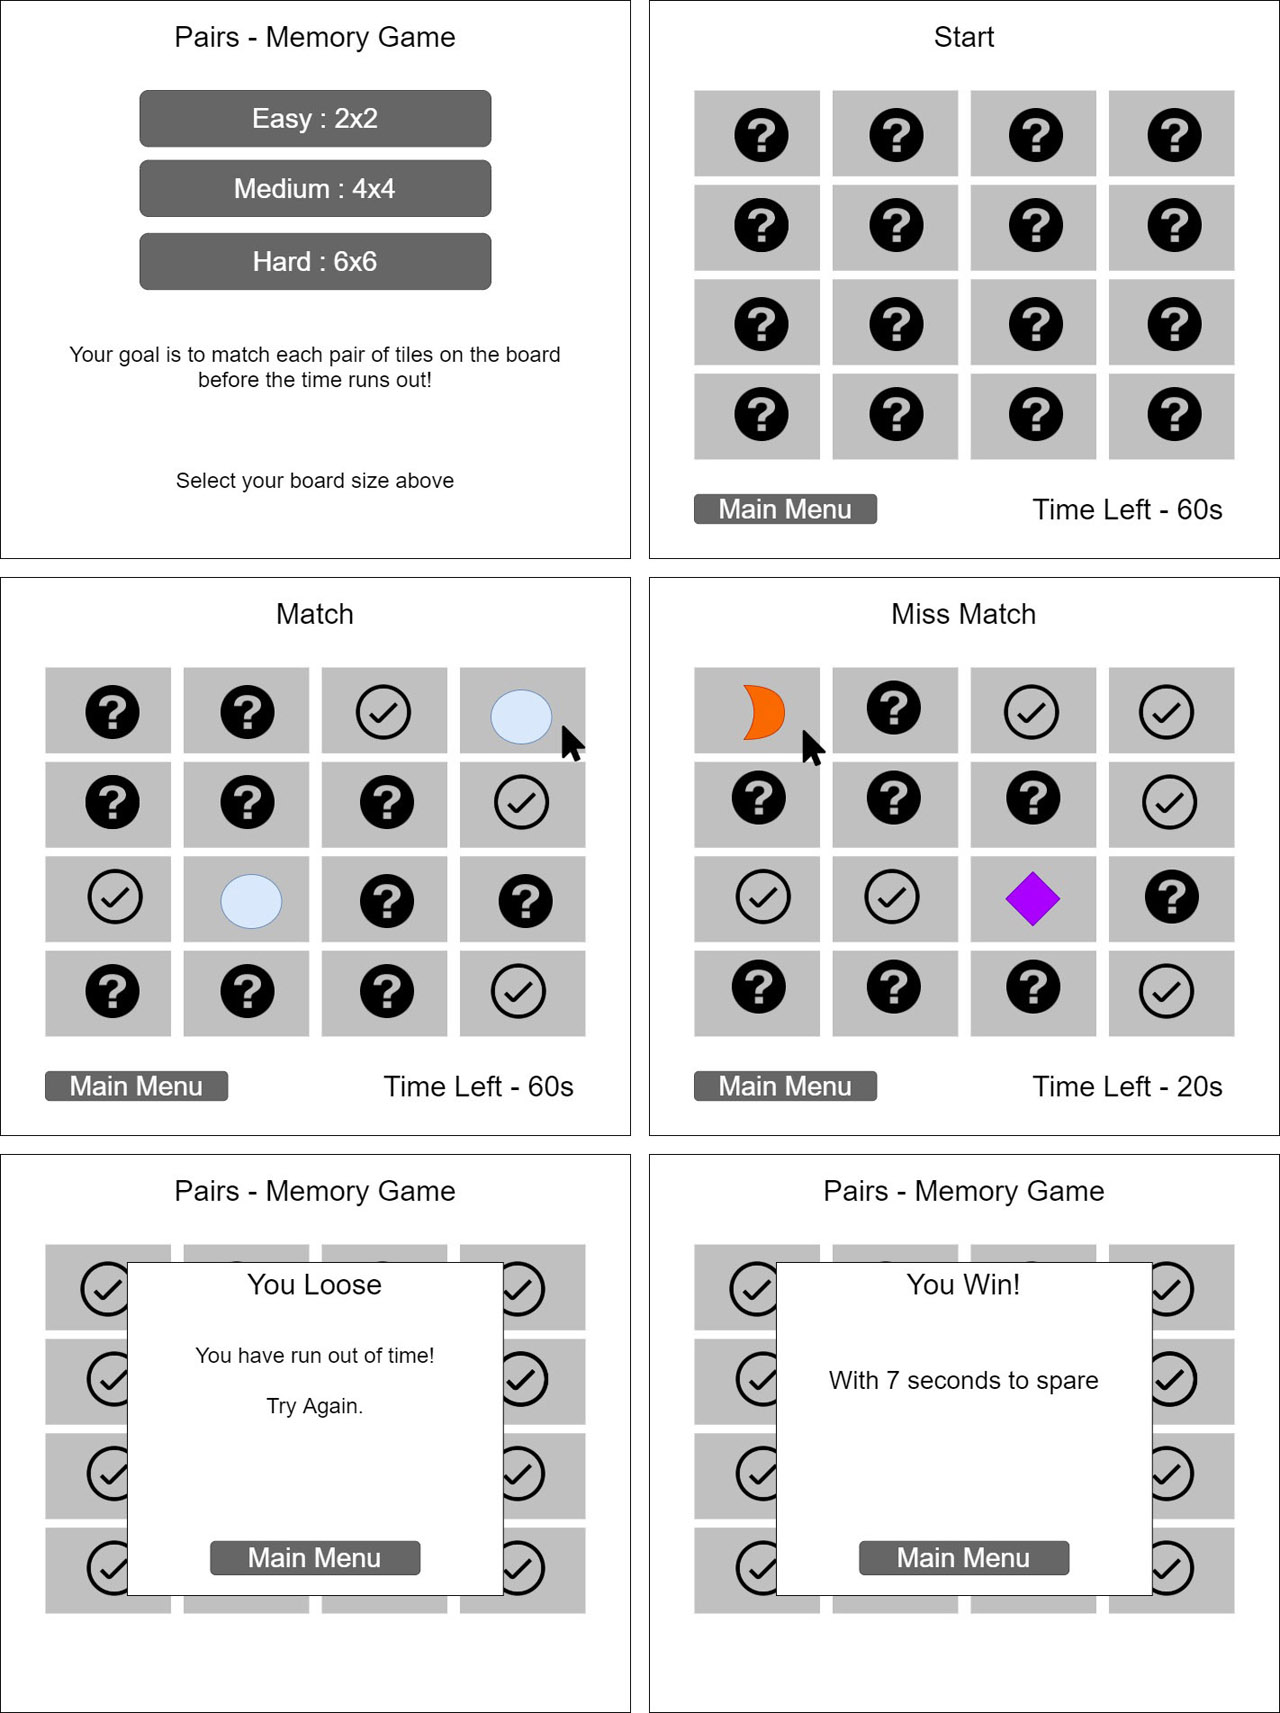 Pairs - Memory Game
Easy : 2x2
Medium : 4x4
Hard : 6x6
Your goal is to match each pair of tiles on the board
before the time runs out!
Select your board size above
Start
? ? ? ?
? ? ? ?
? ? ? ?
? ? ? ?
Main Menu
Time Left - 60s
Match
? ?
? ? ?
? ?
? ? ?
Main Menu
Time Left - 60s
Miss Match
?
? ? ?
?
? ? ?
Main Menu
Time Left - 20s
Pairs - Memory Game
You Loose
You have run out of time!
Try Again.
Main Menu
Pairs - Memory Game
You Win!
With 7 seconds to spare
Main Menu